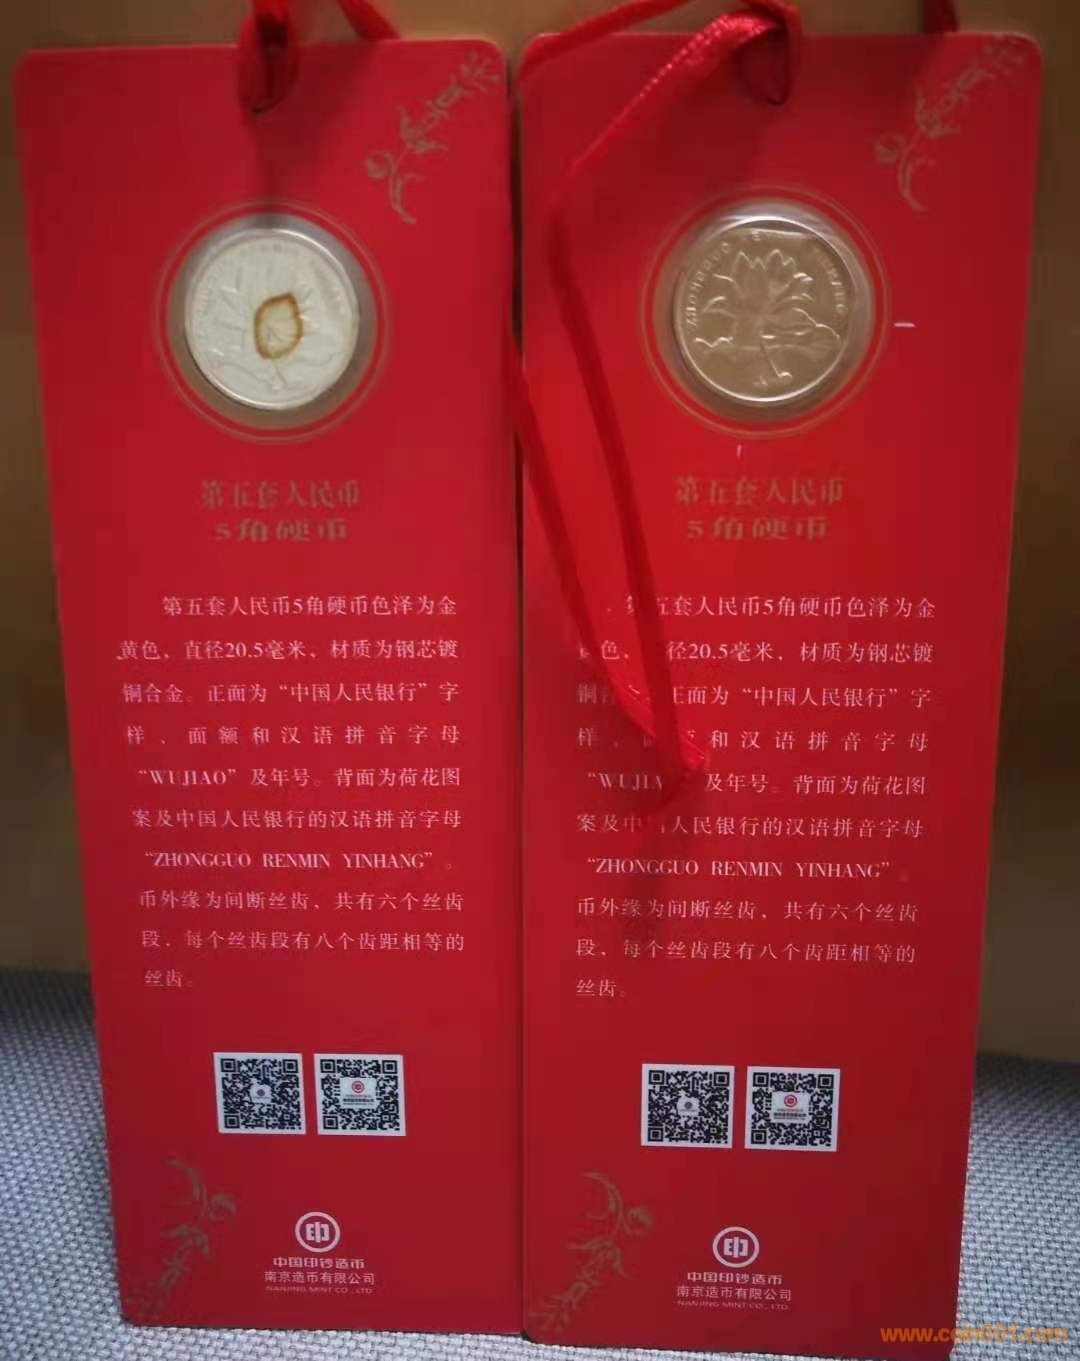 第五套人民币
5角硬币
第五套人民币5角硬币色泽为金
黄色、直径20.5毫米、材质为钢芯镀
铜合金。正面为“中国人民银行”字
样、面额和汉语拼音字母
“WUJIAO”及年号。背面为荷花图
案及中国人民银行的汉语拼音字母
“ZHONGGUO RENMIN YINHANG”。
币外缘为间断丝齿、共有六个丝齿
段、每个丝齿段有八个齿距相等的
丝齿。
中国印钞造币
南京造币有限公司
NANJING MINT CO., LTD
ZHONGGUO
第五套人民币
5角硬币
五套人民币5角硬币色泽为金
色、径20.5毫米、材质为钢芯镀
铜 正面为“中国人民银行”字
样、和汉语拼音字母
“WUJIA 及年号。背面为荷花图
案及中 人民银行的汉语拼音字母
“ZHONGGUO RENMIN YINHANG”。
币外缘为间断丝齿、共有六个丝齿
段、每个丝齿段有八个齿距相等的
丝齿。
中国印钞造币
南京造币有限公司
NANJING MINT CO., LTD
www.coin001.com